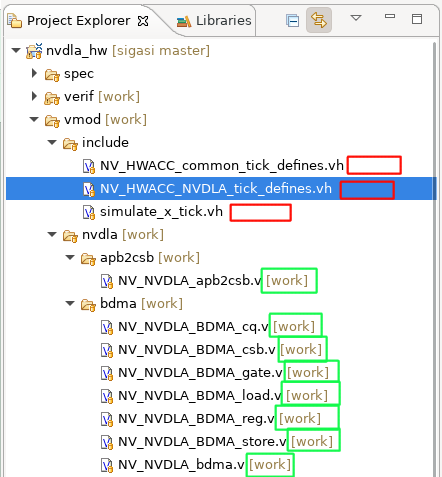 Project Explorer Libraries
nvdla_hw [sigasi master]
spec
verif [work]
vmod [work]
include
NV_HWACC_common_tick_defines.vh
NV_HWACC_NVDLA_tick_defines.vh
simulate_x_tick.vh
nvdla [work]
apb2csb [work]
NV_NVDLA_apb2csb.v [work]
bdma [work]
NV_NVDLA_BDMA_cq.v [work]
NV_NVDLA_BDMA_csb.v [work]
NV_NVDLA_BDMA_gate.v [work]
NV_NVDLA_BDMA_load.v [work]
NV_NVDLA_BDMA_reg.v [work]
NV_NVDLA_BDMA_store.v [work]
NV_NVDLA_bdma.v [work]